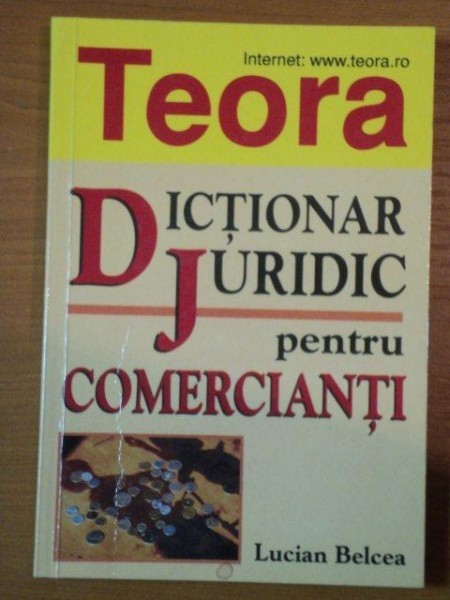 Internet: www.teora.ro
Teora
DICȚIONAR
JURIDIC
pentru
COMERCIANȚI
Lucian Belcea